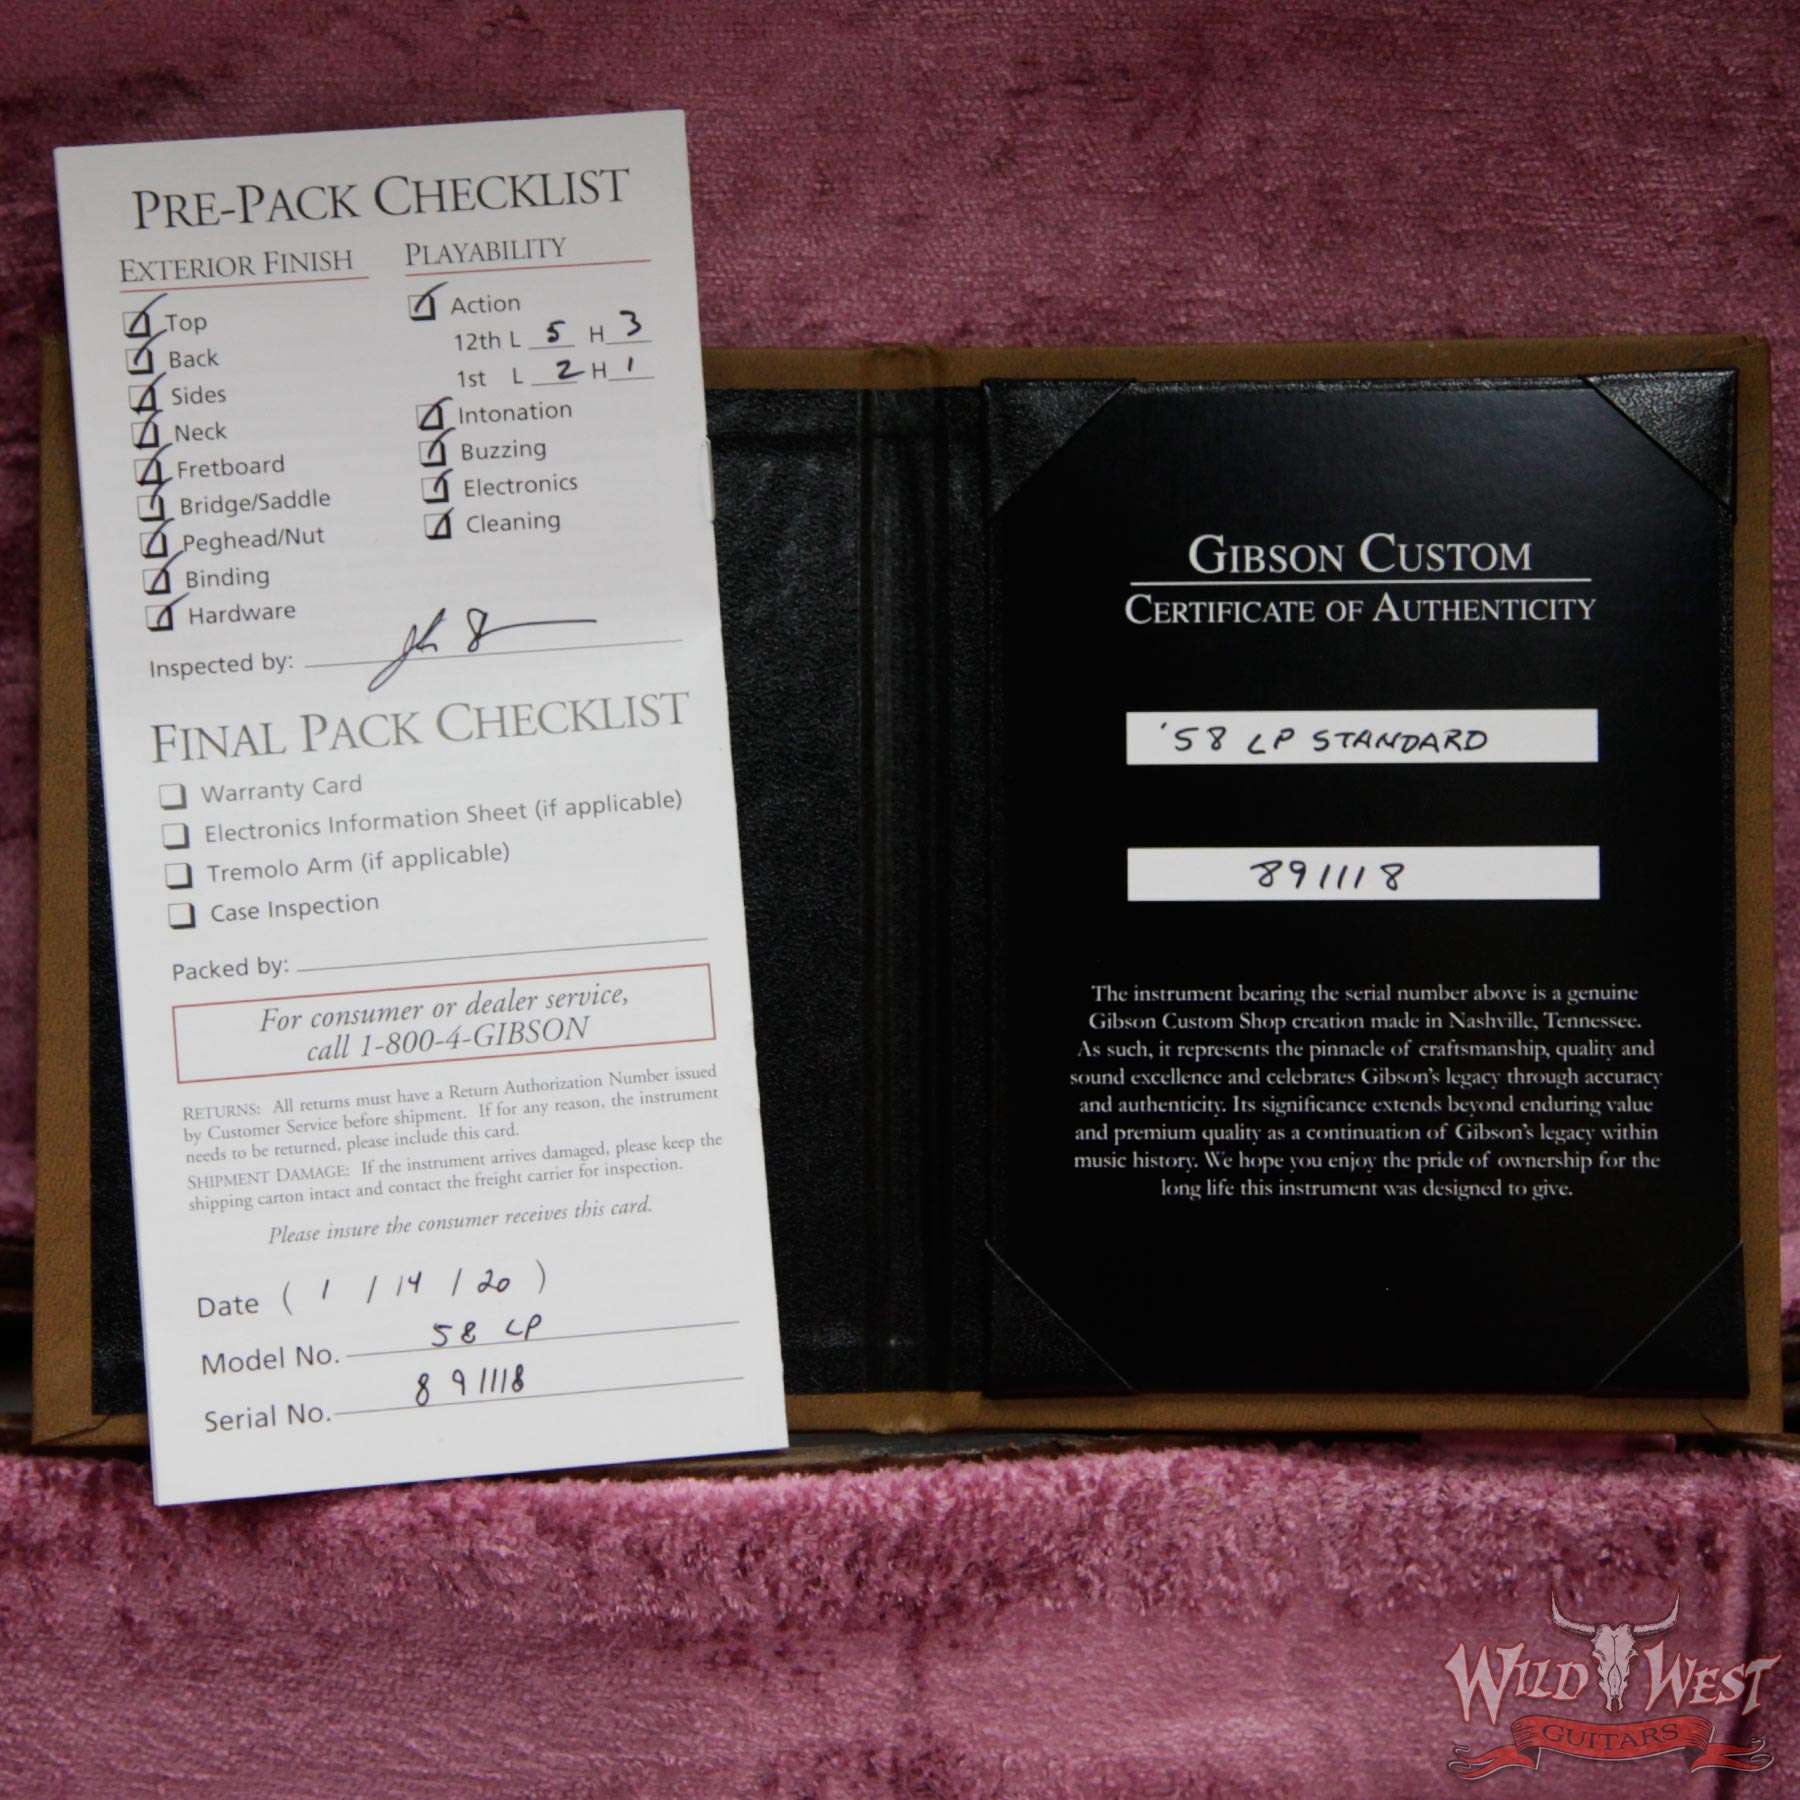 PRE-PACK CHECKLIST
EXTERIOR FINISH
Top
Back
Sides
Neck
Fretboard
Bridge/Saddle
Peghead/Nut
Binding
Hardware
PLAYABILITY
Action
12th L 5 H 3
1st L 2 H 1
Intonation
Buzzing
Electronics
Cleaning
Inspected by:
FINAL PACK CHECKLIST
Warranty Card
Electronics Information Sheet (if applicable)
Tremolo Arm (if applicable)
Case Inspection
Packed by:
For consumer or dealer service,
call 1-800-4-GIBSON
RETURNS: All returns must have a Return Authorization Number issued
by Customer Service before shipment. If for any reason, the instrument
needs to be returned, please include this card.
SHIPMENT DAMAGE: If the instrument arrives damaged, please keep the
shipping carton intact and contact the freight carrier for inspection.
Please insure the consumer receives this card.
Date ( 1 / 14 / 20 )
Model No. 58 LP
Serial No. 891118
GIBSON CUSTOM
CERTIFICATE OF AUTHENTICITY
'58 LP STANDARD
891118
The instrument bearing the serial number above is a genuine
Gibson Custom Shop creation made in Nashville, Tennessee.
As such, it represents the pinnacle of craftsmanship, quality and
sound excellence and celebrates Gibson's legacy through accuracy
and authenticity. Its significance extends beyond enduring value
and premium quality as a continuation of Gibson's legacy within
music history. We hope you enjoy the pride of ownership for the
long life this instrument was designed to give.
WILD WEST
GUITARS